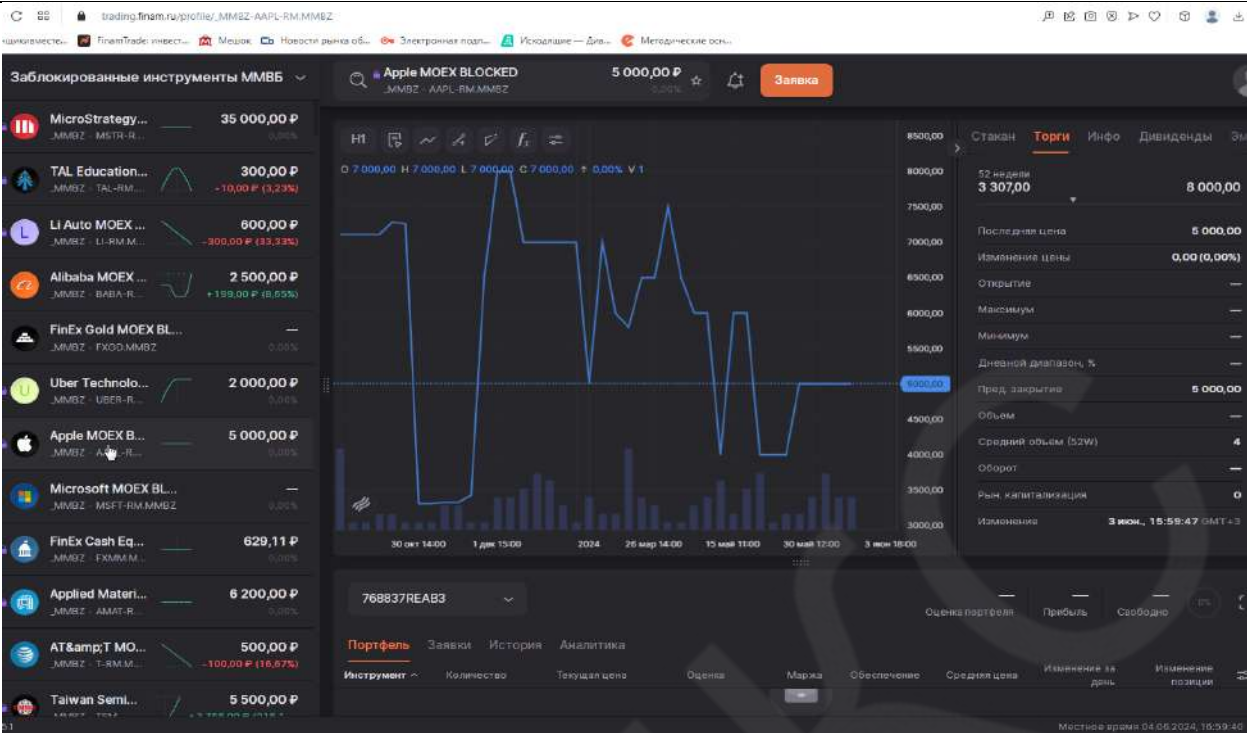 trading.finam.ru/profile/_MMBZ-AAPL-RM.MMBZ
FinamTrade: инвест... Мешок Новости рынка об... Электронная подп... Исходящие — Див... Методические осн...
Заблокированные инструменты ММВБ
MicroStrategy... 35 000,00 ₽
_MMBZ - MSTR-R... 0,00%
TAL Education... 300,00 ₽
_MMBZ - TAL-RM.... -10,00 ₽ (3,23%)
Li Auto MOEX ... 600,00 ₽
_MMBZ - LI-RM.M... -300,00 ₽ (33,33%)
Alibaba MOEX ... 2 500,00 ₽
_MMBZ - BABA-R... +199,00 ₽ (8,65%)
FinEx Gold MOEX BL... —
_MMBZ - FXGD.MMBZ 0,00%
Uber Technolo... 2 000,00 ₽
_MMBZ - UBER-R... 0,00%
Apple MOEX B... 5 000,00 ₽
_MMBZ - 0,00%
Microsoft MOEX BL... —
_MMBZ - MSFT-RM.MMBZ 0,00%
FinEx Cash Eq... 629,11 ₽
_MMBZ - FXMM.M... 0,00%
Applied Materi... 6 200,00 ₽
_MMBZ - AMAT-R... 0,00%
AT&amp;T MO... 500,00 ₽
_MMBZ - T-RM.M... -100,00 ₽ (16,67%)
Taiwan Semi... 5 500,00 ₽
Apple MOEX BLOCKED 5 000,00 ₽
_MMBZ - AAPL-RM.MMBZ 0,00%
Заявка
H1
O 7 000,00 H 7 000,00 L 7 000,00 C 7 000,00 ↑ 0,00% V 1
8500,00
8000,00
7500,00
7000,00
6500,00
6000,00
5500,00
5000,00
4500,00
4000,00
3500,00
3000,00
30 окт 14:00 1 дек 15:00 2024 26 мар 14:00 15 май 11:00 30 май 12:00 3 июн 18:00
Стакан Торги Инфо Дивиденды Эм
52 недели
3 307,00 8 000,00
Последняя цена 5 000,00
Изменение цены 0,00 (0,00%)
Открытие —
Максимум —
Минимум —
Дневной диапазон, % —
Пред. закрытие 5 000,00
Объем —
Средний объем (52W) 4
Оборот —
Рын. капитализация 0
Изменение 3 июн., 15:59:47 GMT+3
768837REAB3
— — — 0%
Оценка портфеля Прибыль Свободно
Портфель Заявки История Аналитика
Инструмент Количество Текущая цена Оценка Маржа Обеспечение Средняя цена Изменение за день Изменение позиции
Местное время 04.06.2024, 16:59:40